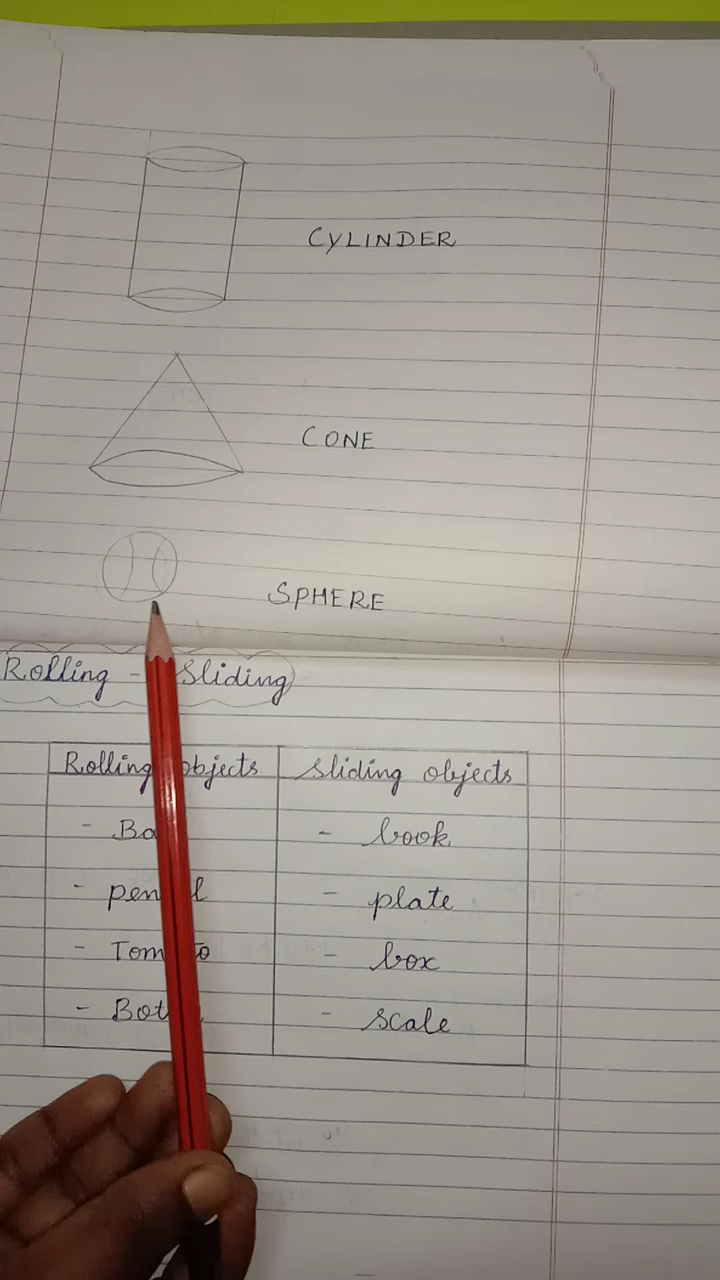 CYLINDER
CONE
SPHERE
Rolling - Sliding
Rolling objects sliding objects
- - book
- - plate
- - box
- - scale